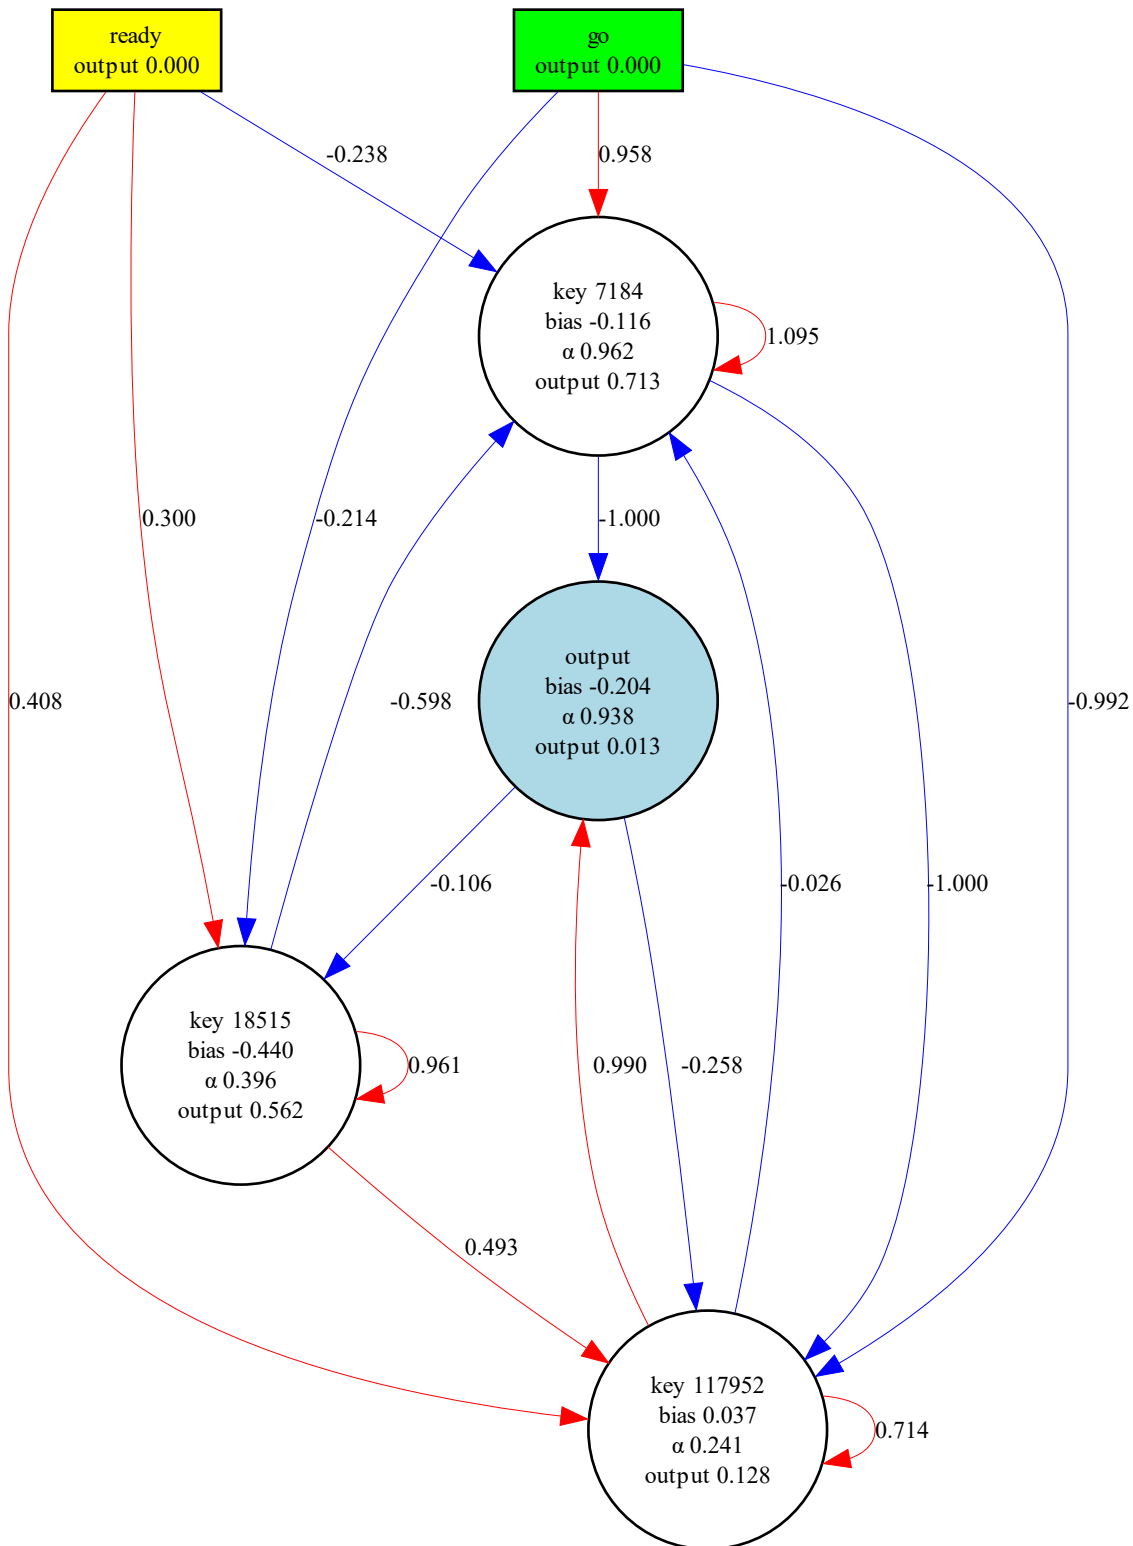 ready
output 0.000
go
output 0.000
-0.238
0.958
key 7184
bias -0.116
α 0.962
output 0.713
1.095
0.300
-0.214
-1.000
output
bias -0.204
α 0.938
output 0.013
0.408
-0.598
-0.992
-0.106
-0.026
-1.000
key 18515
bias -0.440
α 0.396
output 0.562
0.961
0.990
-0.258
0.493
key 117952
bias 0.037
α 0.241
output 0.128
0.714